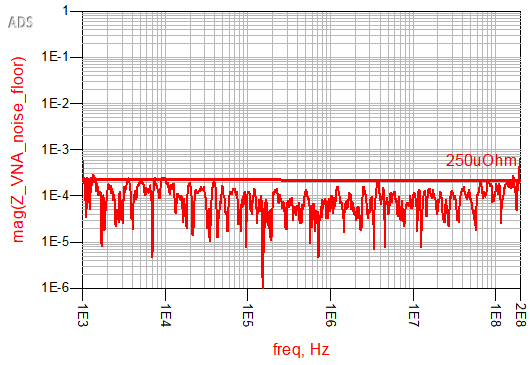 ADS
1
1E-1
1E-2
1E-3
1E-4
1E-5
1E-6
mag(Z_VNA_noise_floor)
250uOhm
1E3
1E4
1E5
1E6
1E7
1E8
2E8
freq, Hz